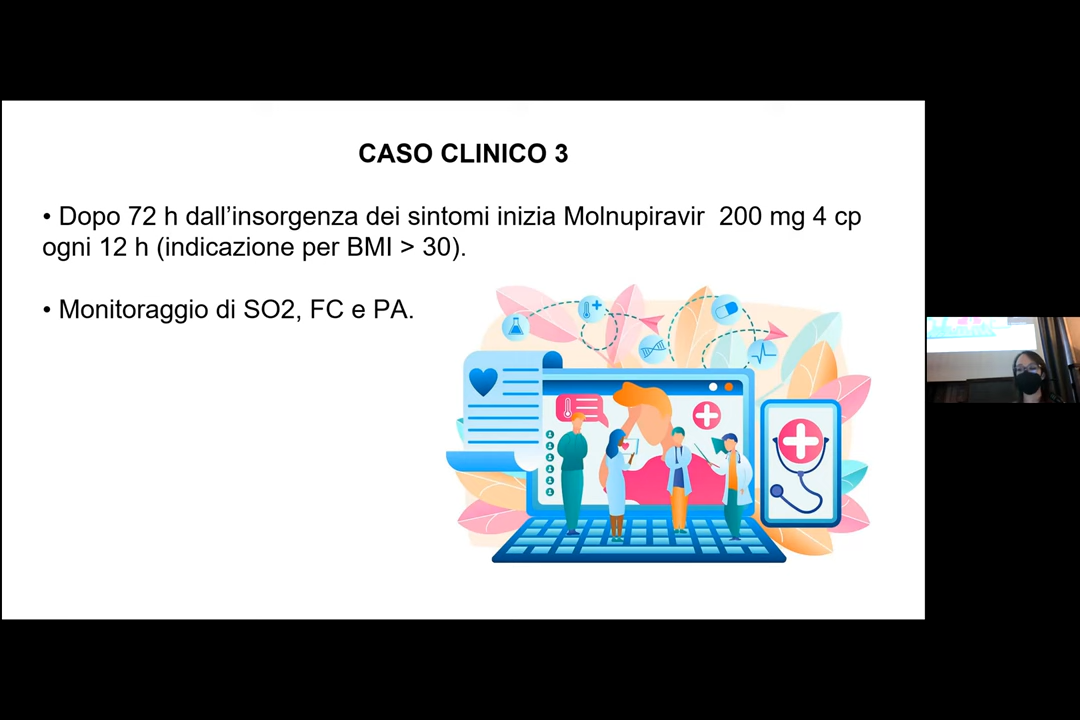 CASO CLINICO 3
• Dopo 72 h dall’insorgenza dei sintomi inizia Molnupiravir 200 mg 4 cp
ogni 12 h (indicazione per BMI > 30).
• Monitoraggio di SO2, FC e PA.